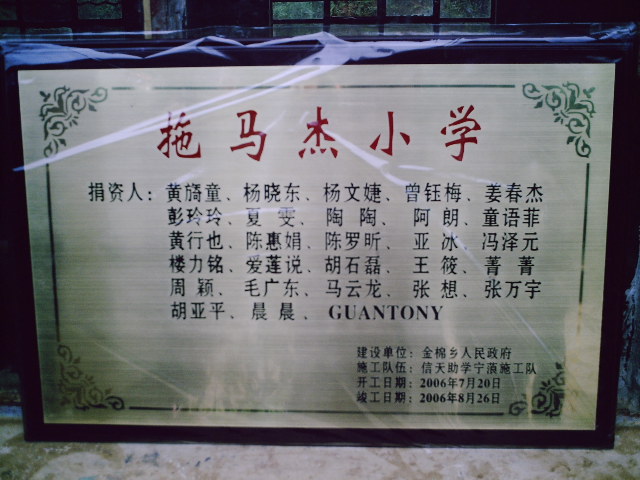 拖马杰小学
捐资人：黄旖童、杨晓东、杨文婕、曾钰梅、姜春杰
彭玲玲、夏 雯、陶 陶、阿 朗、童语菲
黄行也、陈惠娟、陈罗昕、亚 冰、冯泽元
楼力铭、爱莲说、胡石磊、王 筱、菁 菁
周 颖、毛广东、马云龙、张 想、张万宇
胡亚平、晨 晨、GUANTONY
建设单位：金棉乡人民政府
施工队伍：信天助学宁蒗施工队
开工日期：2006年7月20日
竣工日期：2006年8月26日